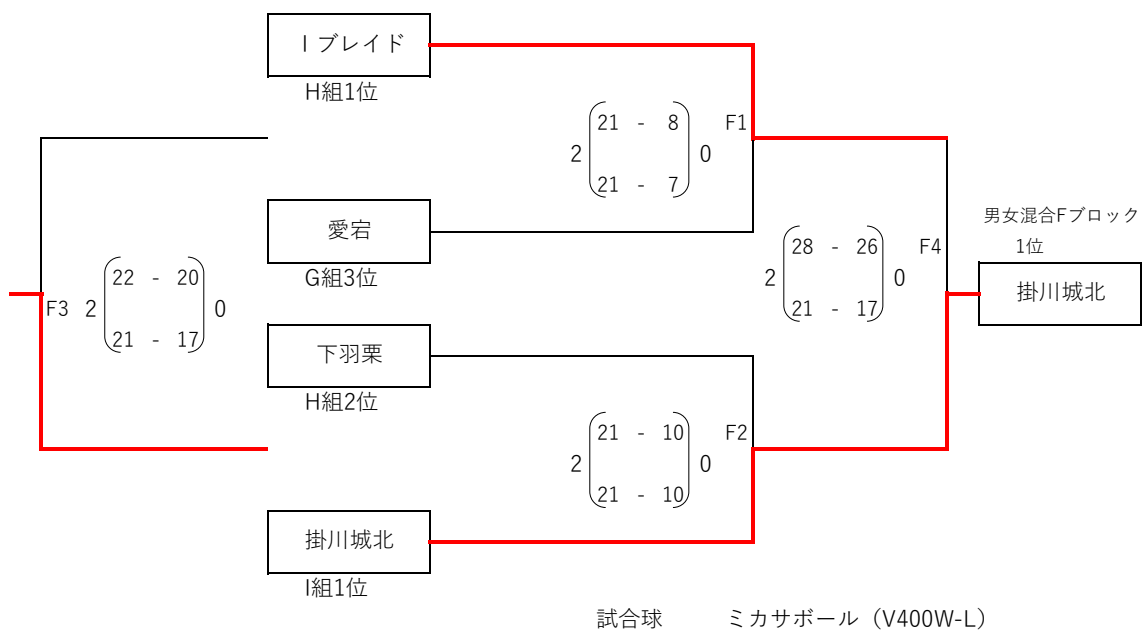 I ブレイド
H組1位
21 - 8 F1
2 0
21 - 7
愛宕
G組3位
男女混合Fブロック
1位
掛川城北
28 - 26 F4
2 0
21 - 17
22 - 20
F3 2 0
21 - 17
下羽栗
H組2位
21 - 10 F2
2 0
21 - 10
掛川城北
I組1位
試合球 ミカサボール（V400W-L）